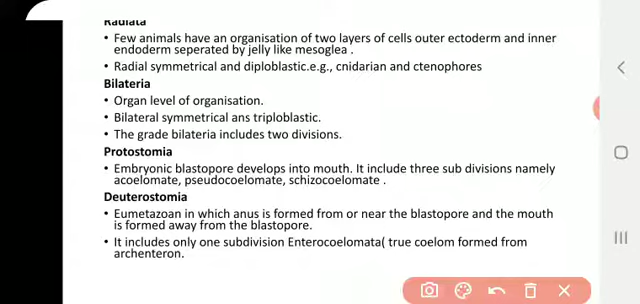 Radiata
• Few animals have an organisation of two layers of cells outer ectoderm and inner
endoderm seperated by jelly like mesoglea .
• Radial symmetrical and diploblastic.e.g., cnidarian and ctenophores
Bilateria
• Organ level of organisation.
• Bilateral symmetrical ans triploblastic.
• The grade bilateria includes two divisions.
Protostomia
• Embryonic blastopore develops into mouth. It include three sub divisions namely
acoelomate, pseudocoelomate, schizocoelomate .
Deuterostomia
• Eumetazoan in which anus is formed from or near the blastopore and the mouth
is formed away from the blastopore.
• It includes only one subdivision Enterocoelomata( true coelom formed from
archenteron.